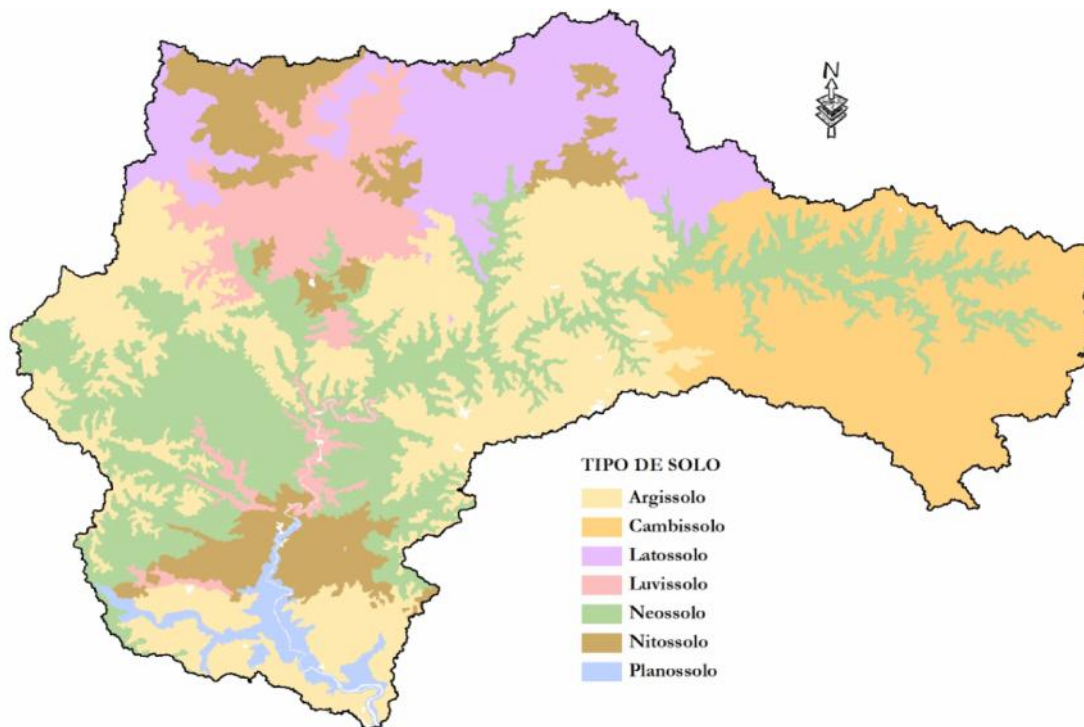 N
TIPO DE SOLO
Argissolo
Cambissolo
Latossolo
Luvissolo
Neossolo
Nitossolo
Planossolo